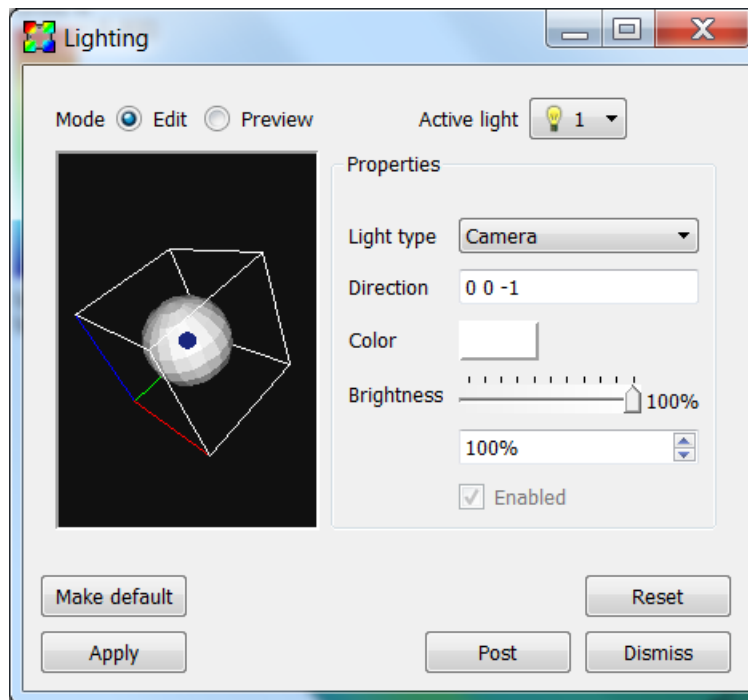 Lighting
Mode Edit Preview Active light 1
Properties
Light type Camera
Direction 0 0 -1
Color
Brightness 100%
100%
Enabled
Make default Reset
Apply Post Dismiss